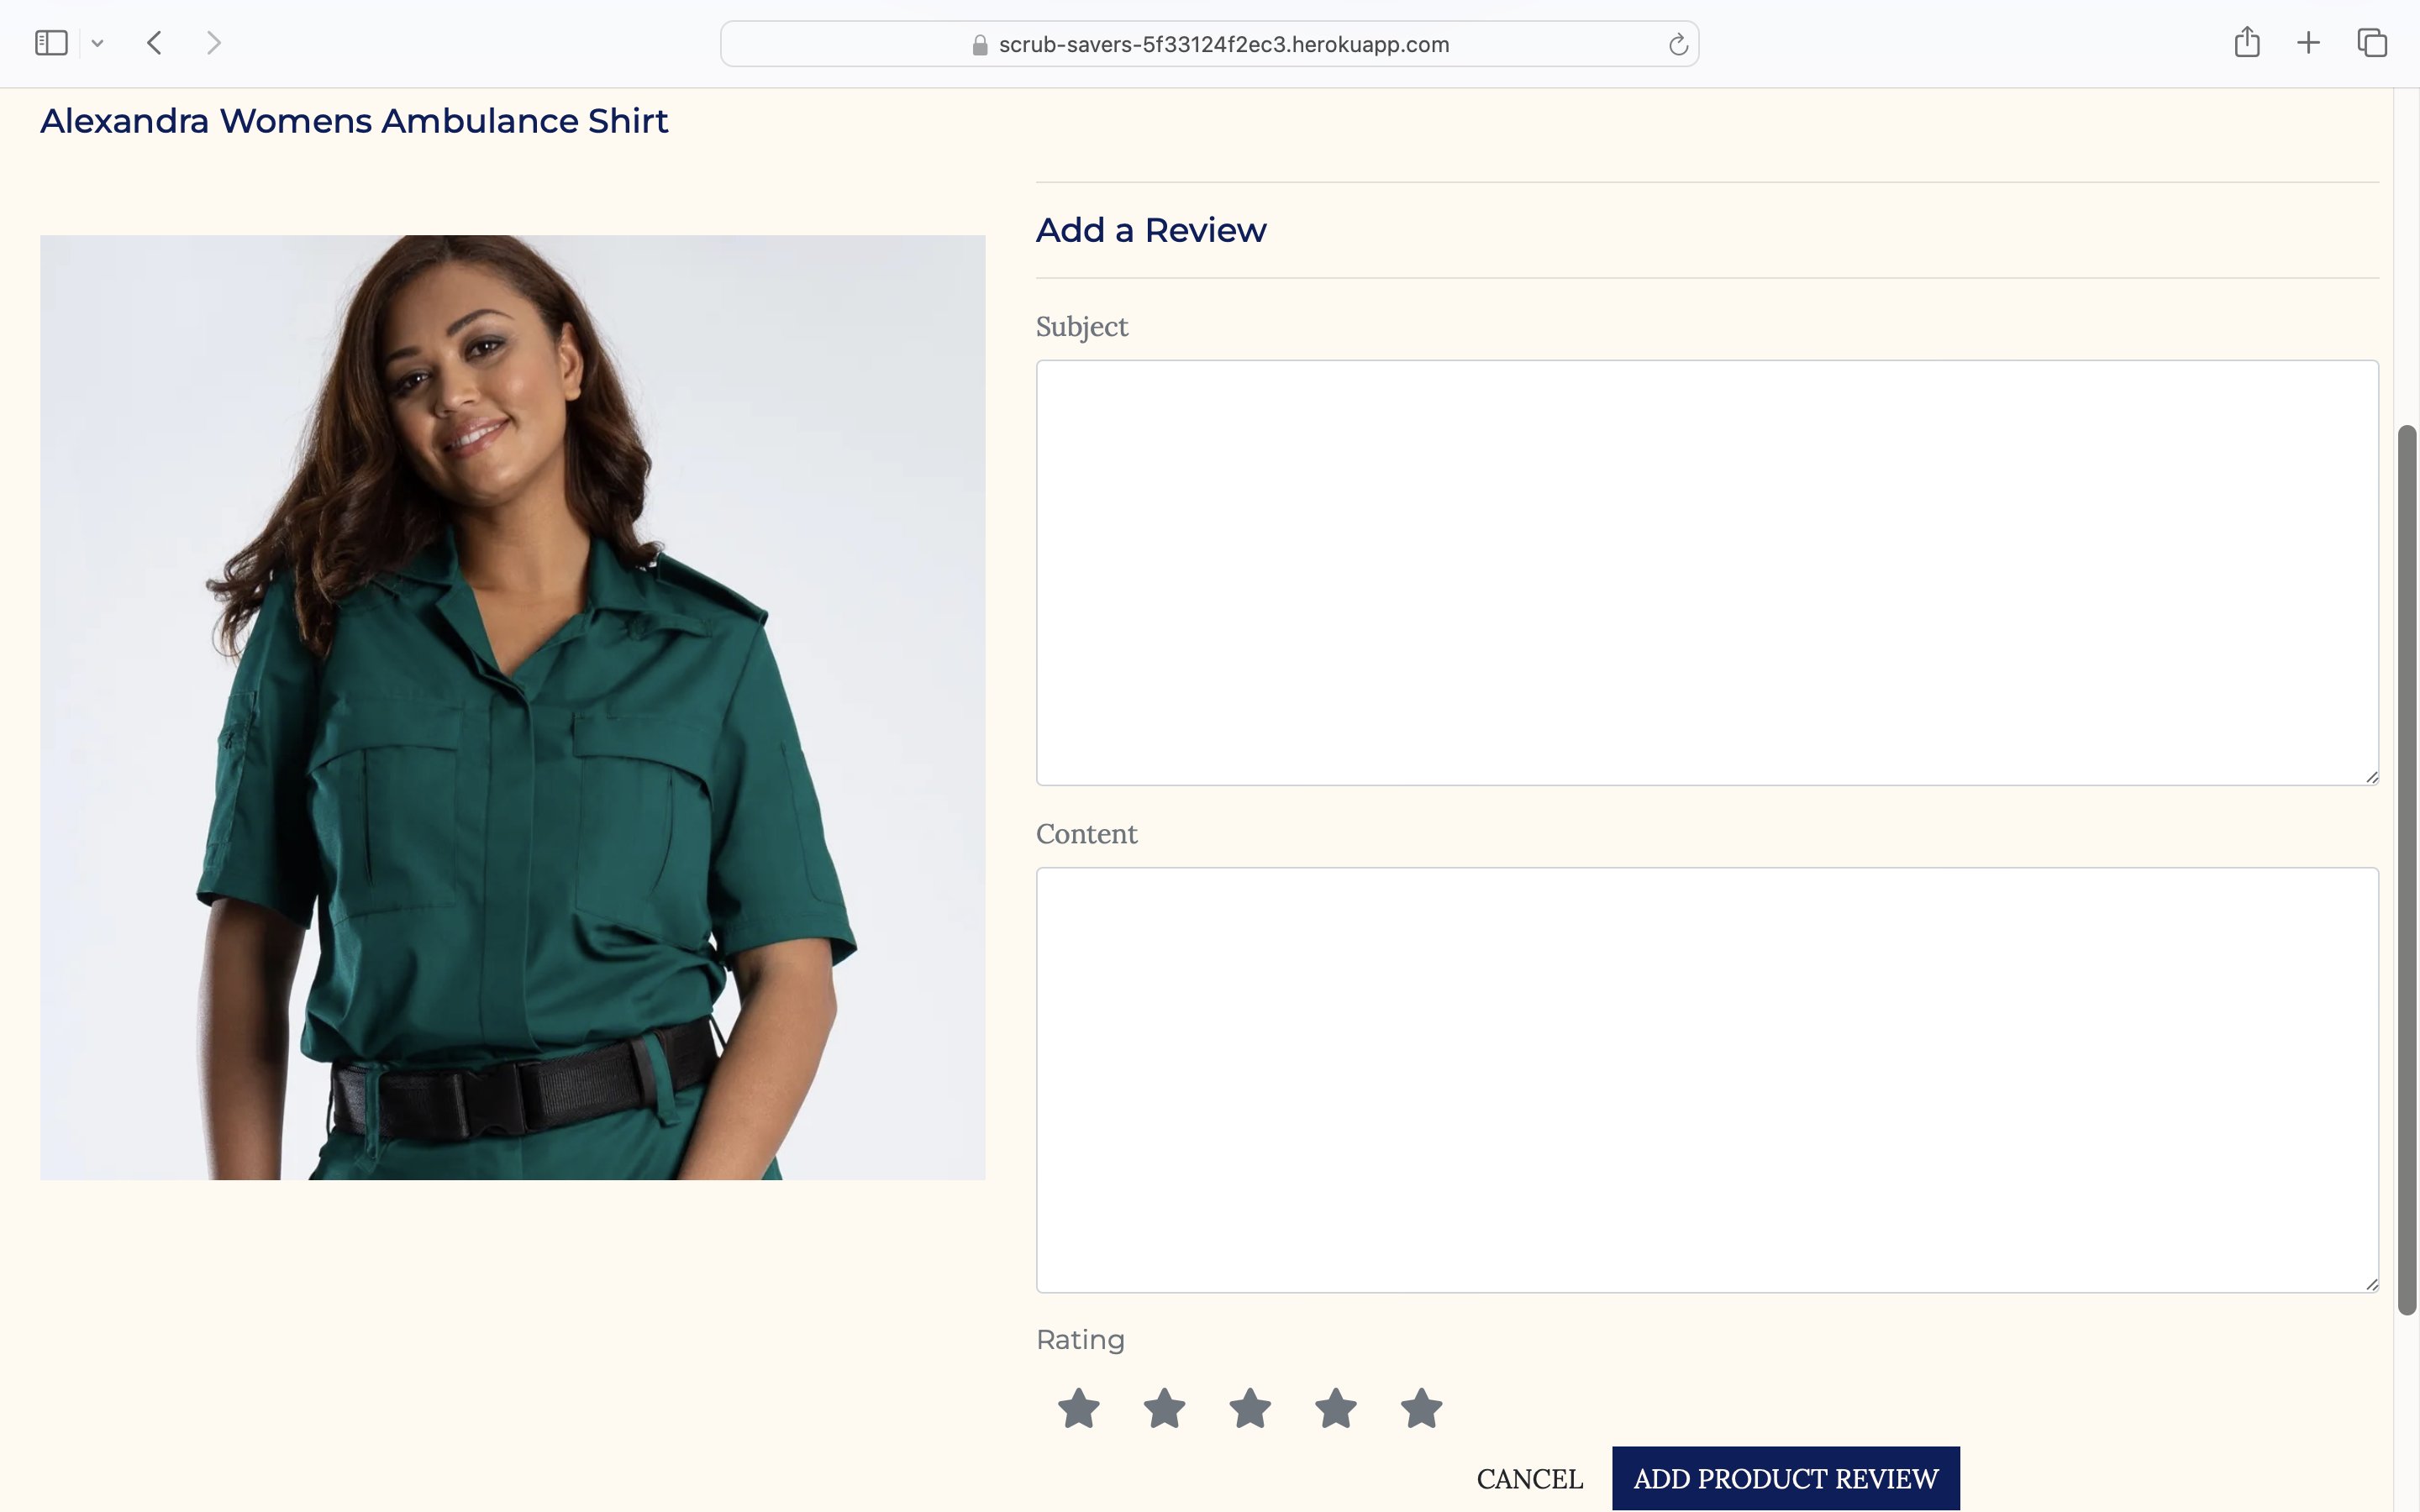 scrub-savers-5f33124f2ec3.herokuapp.com
Alexandra Womens Ambulance Shirt
Add a Review
Subject
Content
Rating
CANCEL
ADD PRODUCT REVIEW